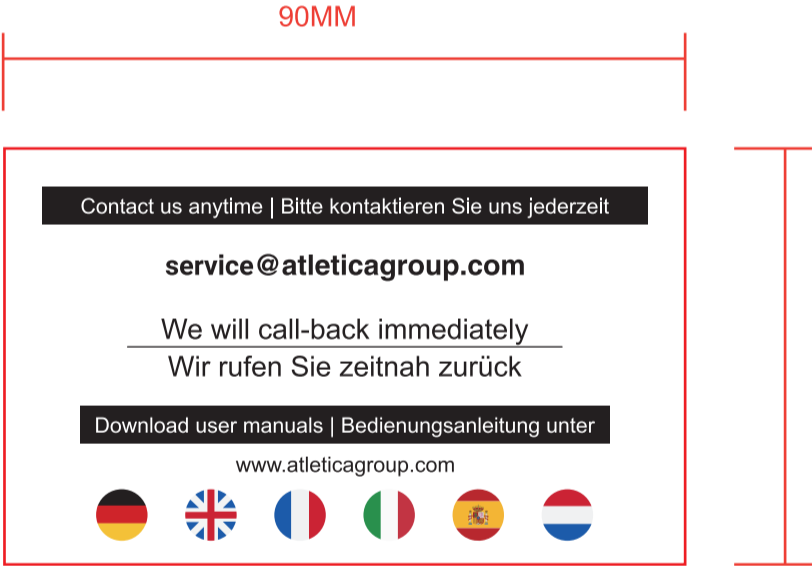 90MM
Contact us anytime | Bitte kontaktieren Sie uns jederzeit
service@atleticagroup.com
We will call-back immediately
Wir rufen Sie zeitnah zurück
Download user manuals | Bedienungsanleitung unter
www.atleticagroup.com